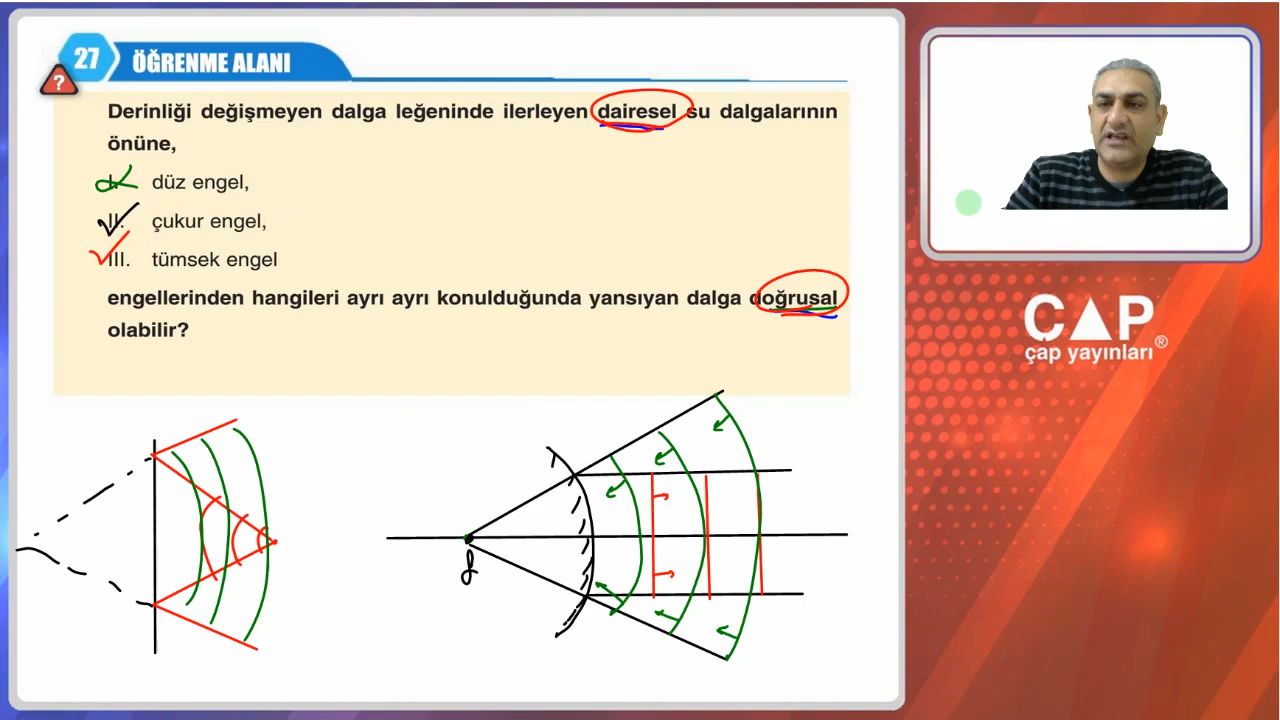 27 ÖĞRENME ALANI
?
Derinliği değişmeyen dalga leğeninde ilerleyen dairesel su dalgalarının
önüne,
I. düz engel,
II. çukur engel,
III. tümsek engel
engellerinden hangileri ayrı ayrı konulduğunda yansıyan dalga doğrusal
olabilir?
ÇAP
çap yayınları®